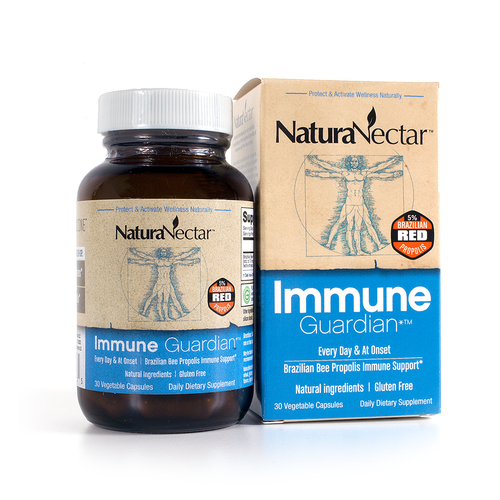 Protect & Activate Wellness Naturally
NaturaNectar™
5%
BRAZILIAN
RED
PROPOLIS
Immune Guardian*™
Every Day & At Onset
Brazilian Bee Propolis Immune Support*
Natural ingredients | Gluten Free
30 Vegetable Capsules
Daily Dietary Supplement
Protect & Activate Wellness Naturally
NaturaNectar™
5%
BRAZILIAN
RED
PROPOLIS
Immune
Guardian*™
Every Day & At Onset
Brazilian Bee Propolis Immune Support*
Natural ingredients | Gluten Free
30 Vegetable Capsules
Daily Dietary Supplement